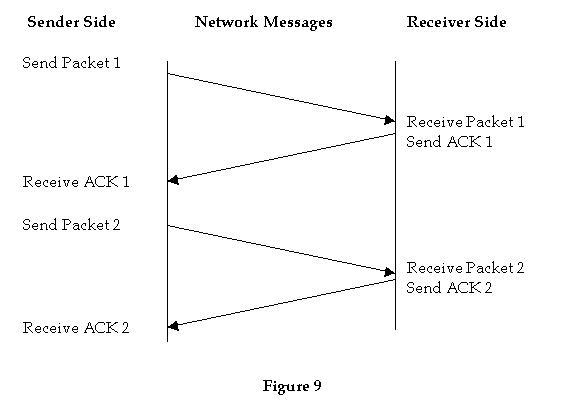 Sender Side Network Messages Receiver Side
Send Packet 1
Receive Packet 1
Send ACK 1
Receive ACK 1
Send Packet 2
Receive Packet 2
Send ACK 2
Receive ACK 2
Figure 9